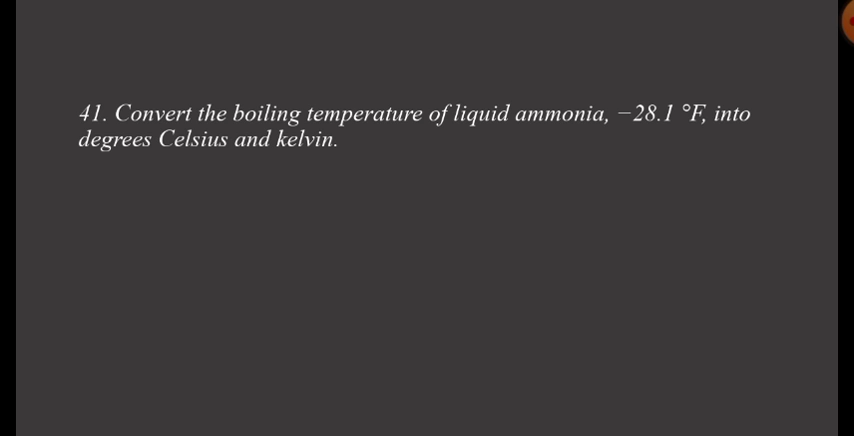 41. Convert the boiling temperature of liquid ammonia, −28.1 °F, into
degrees Celsius and kelvin.